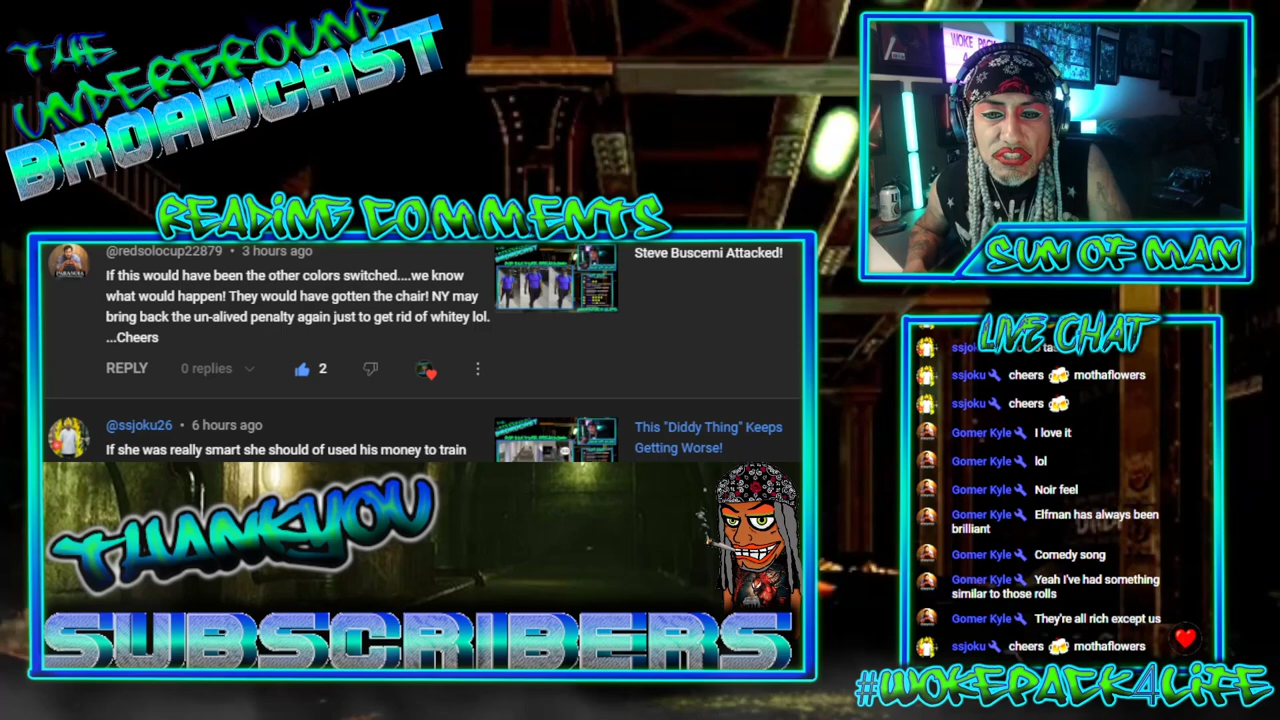 THE
UNDERGROUND
BROADCAST
READING COMMENTS
@redsolocup22879 • 3 hours ago
If this would have been the other colors switched....we know
what would happen! They would have gotten the chair! NY may
bring back the un-alived penalty again just to get rid of whitey lol.
...Cheers
REPLY 0 replies 2
Steve Buscemi Attacked!
@ssjoku26 • 6 hours ago
If she was really smart she should of used his money to train
This "Diddy Thing" Keeps
Getting Worse!
THANKYOU
SUBSCRIBERS
WOKE PACK
SUN OF MAN
LIVE CHAT
ssjoku cheers 🍻 mothaflowers
ssjoku cheers 🍻
Gomer Kyle I love it
Gomer Kyle lol
Gomer Kyle Noir feel
Gomer Kyle Elfman has always been
brilliant
Gomer Kyle Comedy song
Gomer Kyle Yeah I've had something
similar to those rolls
Gomer Kyle They're all rich except us
ssjoku cheers 🍻 mothaflowers
#WOKEPACK4LIFE